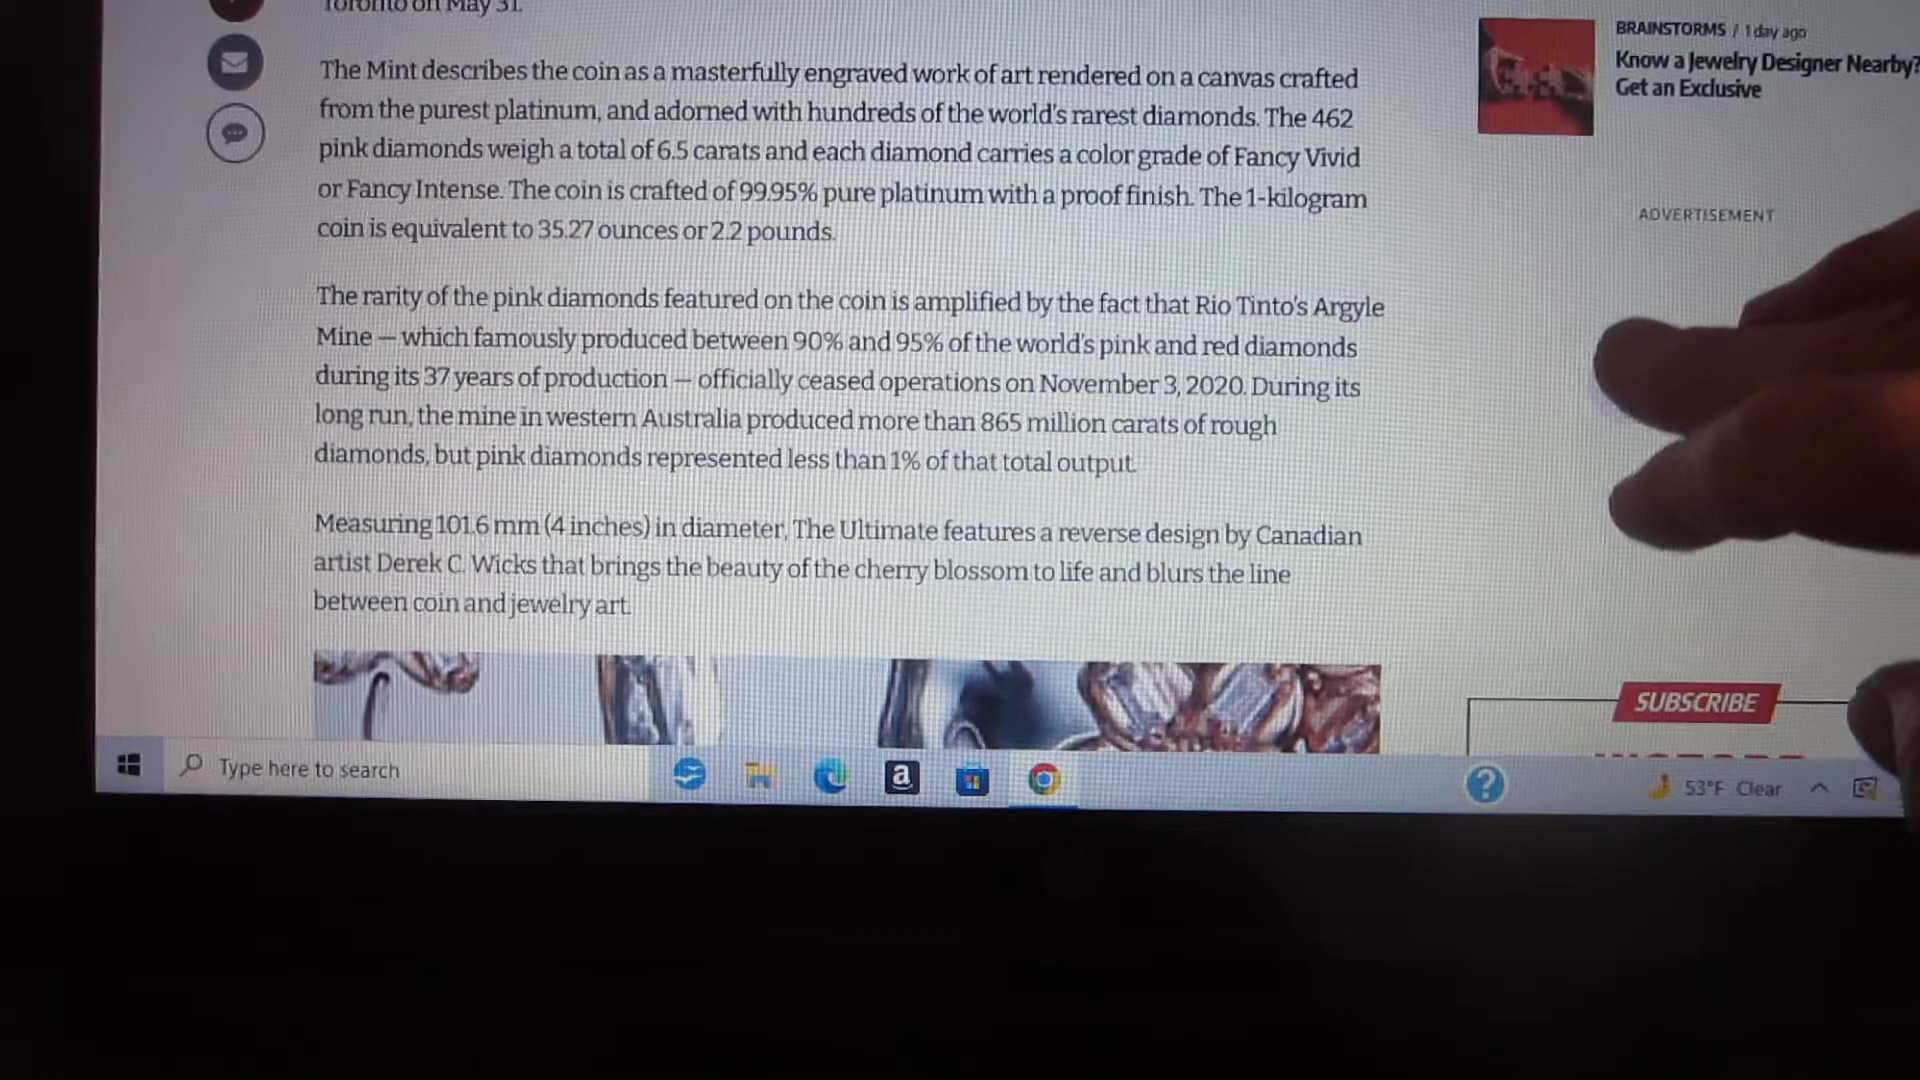 Toronto on May 31.
The Mint describes the coin as a masterfully engraved work of art rendered on a canvas crafted
from the purest platinum, and adorned with hundreds of the world's rarest diamonds. The 462
pink diamonds weigh a total of 6.5 carats and each diamond carries a color grade of Fancy Vivid
or Fancy Intense. The coin is crafted of 99.95% pure platinum with a proof finish. The 1-kilogram
coin is equivalent to 35.27 ounces or 2.2 pounds.
The rarity of the pink diamonds featured on the coin is amplified by the fact that Rio Tinto's Argyle
Mine — which famously produced between 90% and 95% of the world's pink and red diamonds
during its 37 years of production — officially ceased operations on November 3, 2020. During its
long run, the mine in western Australia produced more than 865 million carats of rough
diamonds, but pink diamonds represented less than 1% of that total output.
Measuring 101.6 mm (4 inches) in diameter, The Ultimate features a reverse design by Canadian
artist Derek C. Wicks that brings the beauty of the cherry blossom to life and blurs the line
between coin and jewelry art.
BRAINSTORMS / 1 day ago
Know a Jewelry Designer Nearby?
Get an Exclusive
ADVERTISEMENT
SUBSCRIBE
Type here to search
a
?
53°F Clear